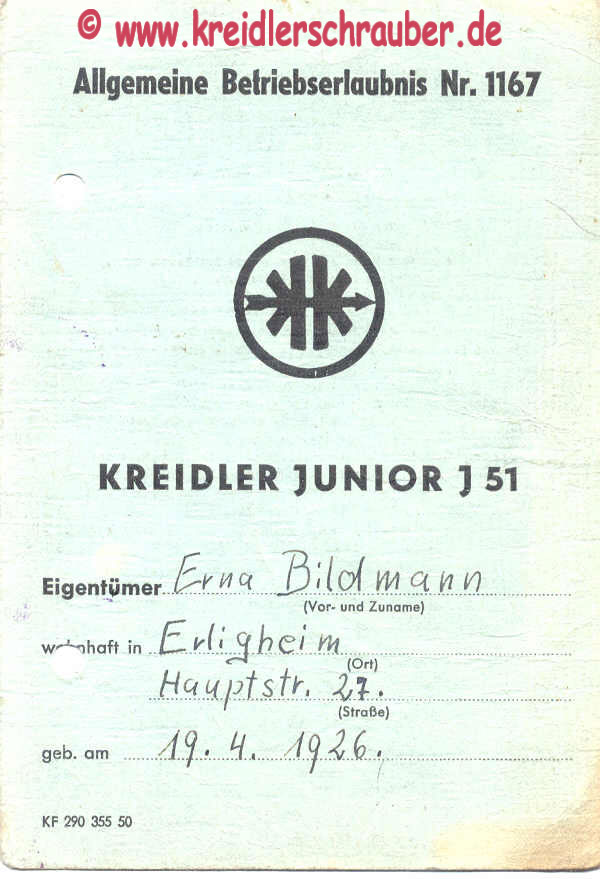 © www.kreidlerschrauber.de
Allgemeine Betriebserlaubnis Nr. 1167
KREIDLER JUNIOR J 51
Eigentümer Erna Bildmann
(Vor- und Zuname)
wohnhaft in Erligheim
(Ort)
Hauptstr. 27.
(Straße)
geb. am 19. 4. 1926.
KF 290 355 50